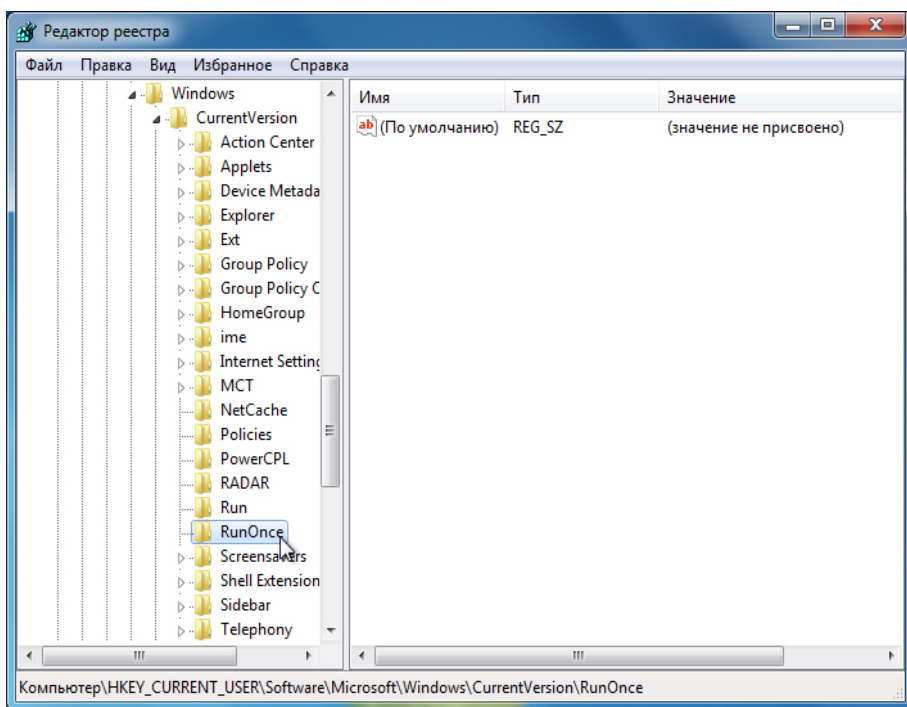 Редактор реестра
Файл Правка Вид Избранное Справка
Windows
CurrentVersion
Action Center
Applets
Device Metada
Explorer
Ext
Group Policy
Group Policy C
HomeGroup
ime
Internet Setting
MCT
NetCache
Policies
PowerCPL
RADAR
Run
RunOnce
Screensavers
Shell Extension
Sidebar
Telephony
Имя Тип Значение
ab (По умолчанию) REG_SZ (значение не присвоено)
Компьютер\HKEY_CURRENT_USER\Software\Microsoft\Windows\CurrentVersion\RunOnce